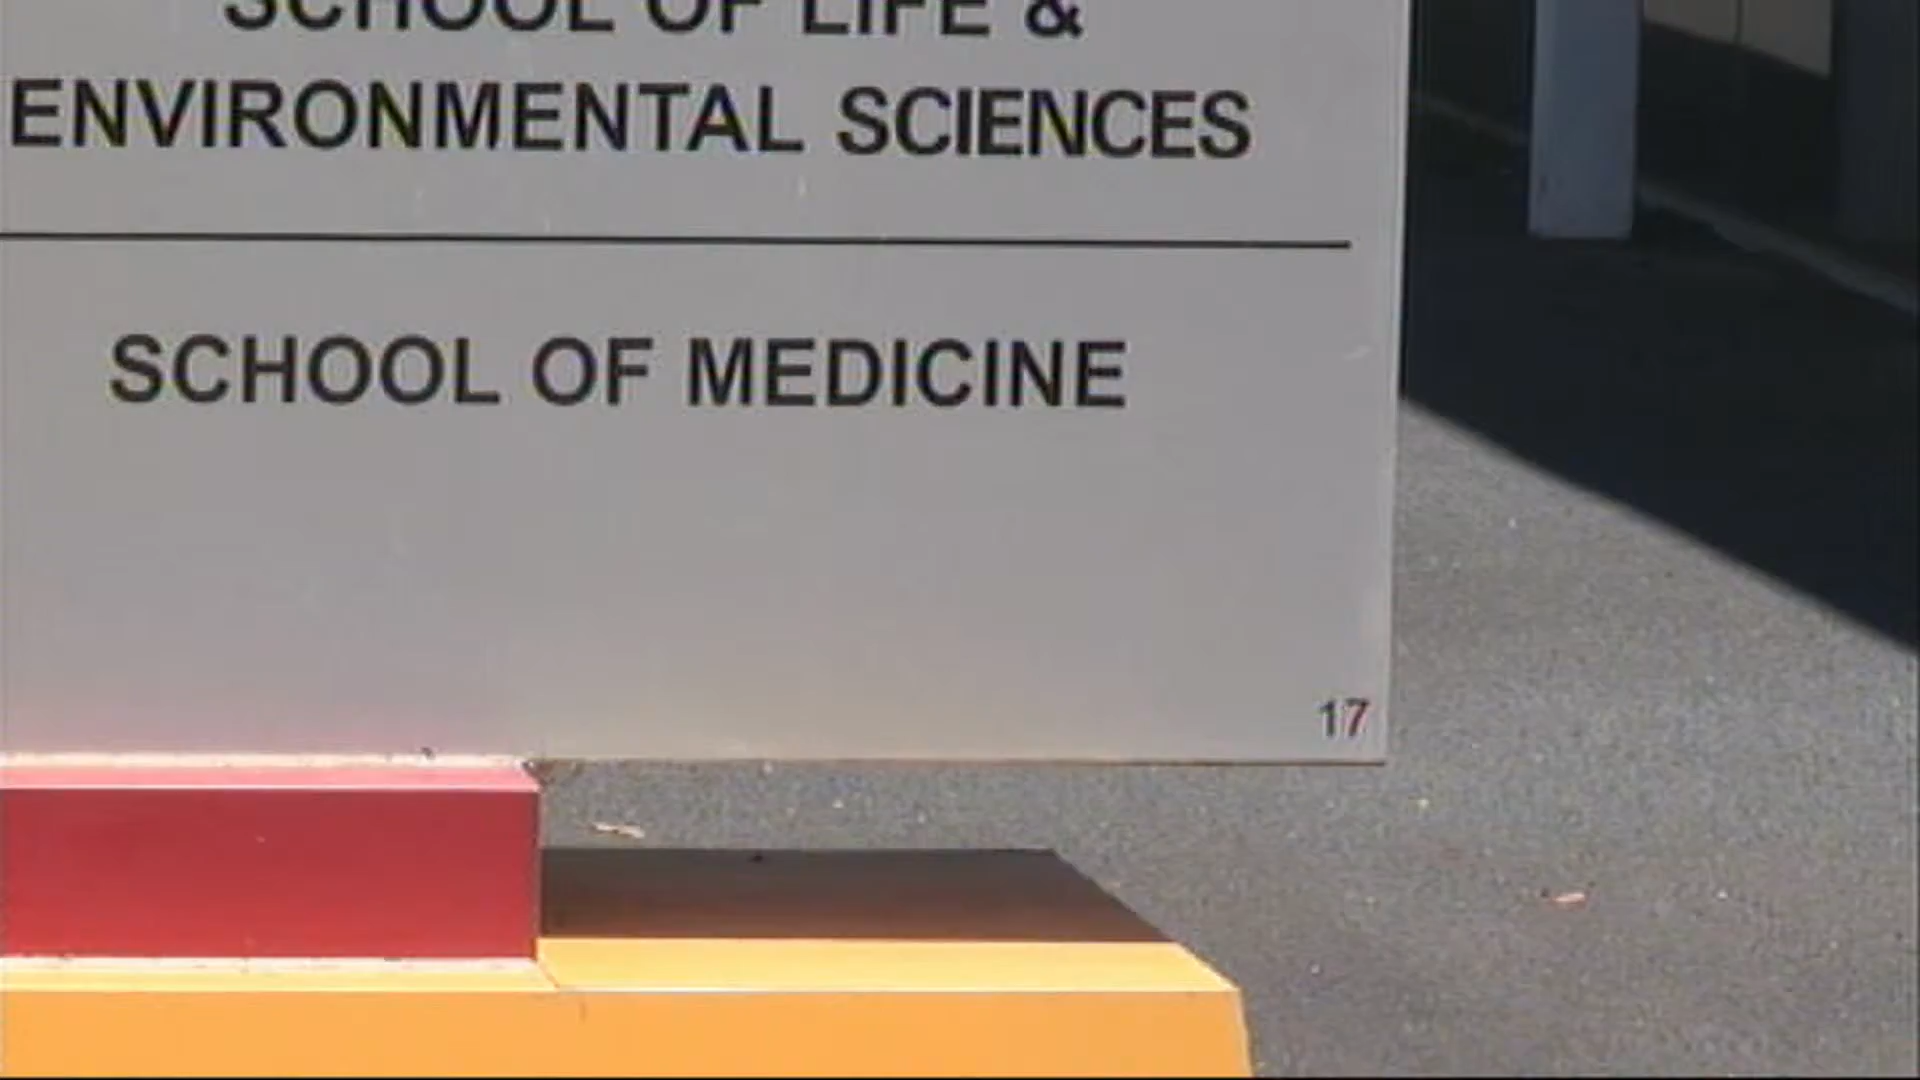 SCHOOL OF LIFE &
ENVIRONMENTAL SCIENCES
SCHOOL OF MEDICINE
17